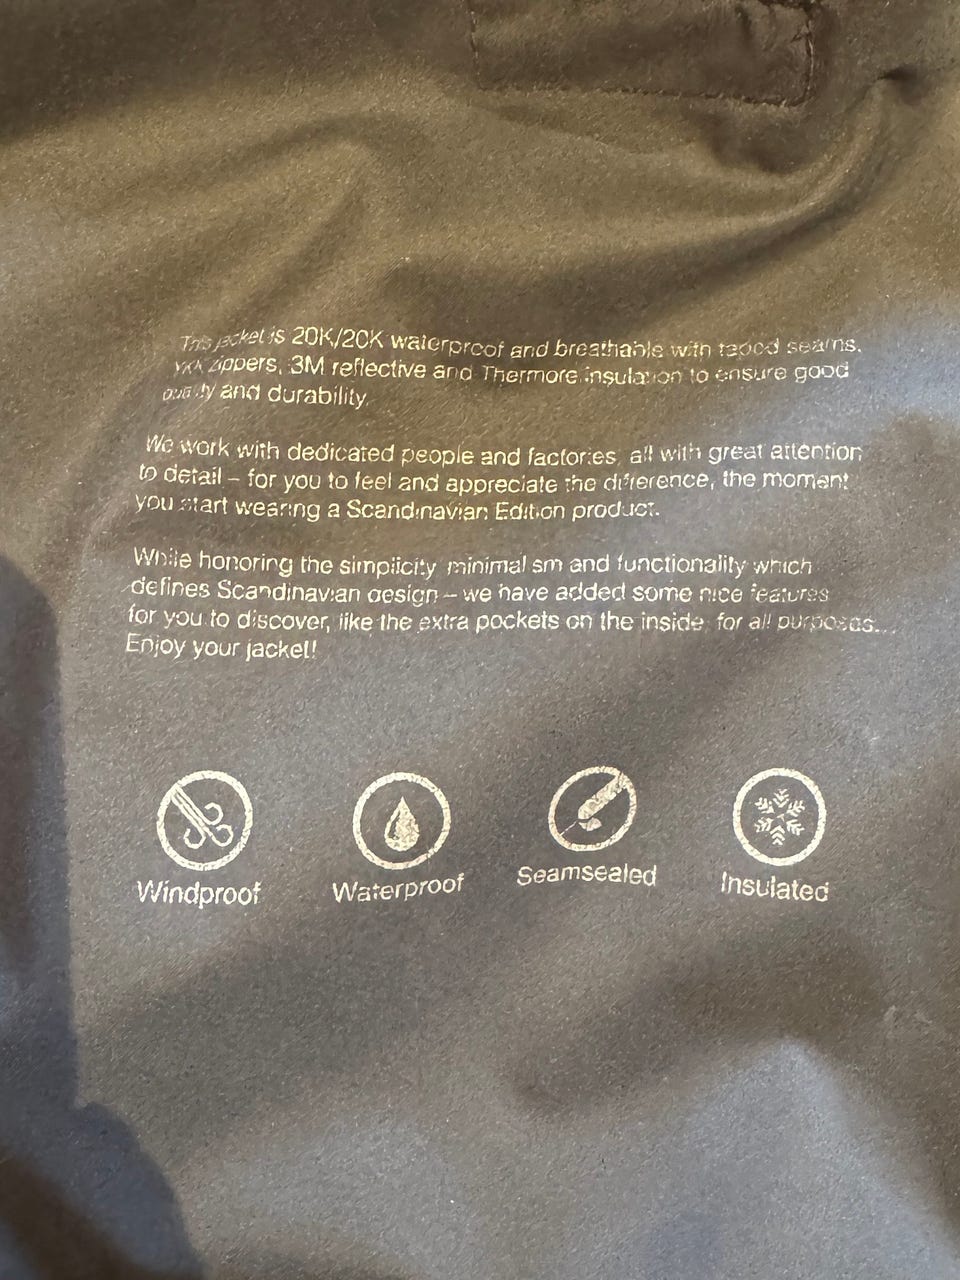 This jacket is 20K/20K waterproof and breathable with taped seams,
YKK zippers, 3M reflective and Thermore insulation to ensure good
quality and durability.
We work with dedicated people and factories, all with great attention
to detail – for you to feel and appreciate the difference, the moment
you start wearing a Scandinavian Edition product.
While honoring the simplicity, minimalism and functionality which
defines Scandinavian design – we have added some nice features
for you to discover, like the extra pockets on the inside, for all purposes...
Enjoy your jacket!
Windproof
Waterproof
Seamsealed
Insulated